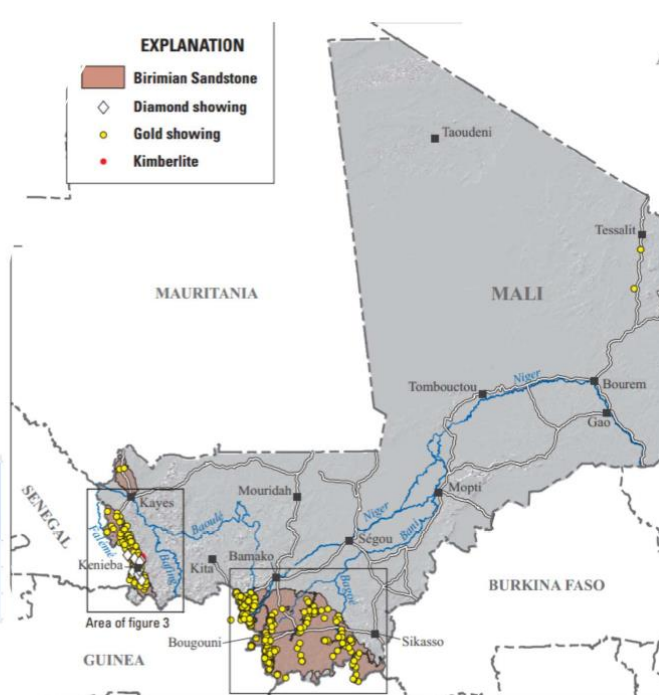 EXPLANATION
Birimian Sandstone
Diamond showing
Gold showing
Kimberlite
Taoudeni
Tessalit
MAURITANIA
MALI
Niger
Tombouctou
Bourem
Gao
SENEGAL
Kayes
Mouridah
Mopti
Niger
Baoulé
Falemé
Bafing
Ségou
Bani
Kenieba
Kita
Bamako
Bagoé
BURKINA FASO
Area of figure 3
Bougouni
Sikasso
GUINEA